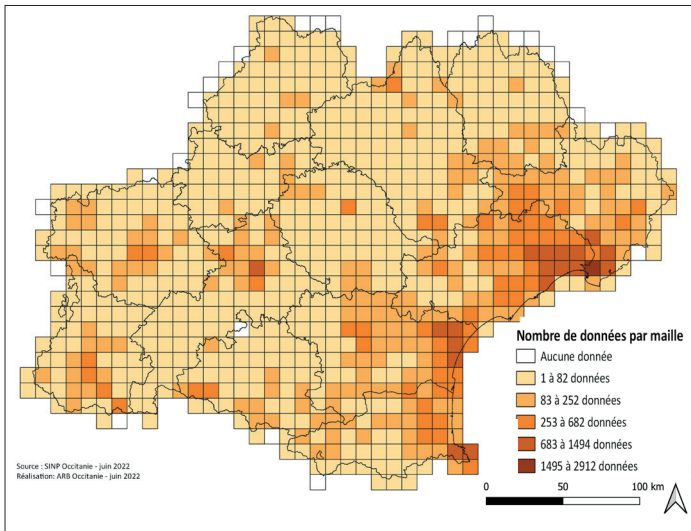 Nombre de données par maille
Aucune donnée
1 à 82 données
83 à 252 données
253 à 682 données
683 à 1494 données
1495 à 2912 données
Source : SINP Occitanie - juin 2022
Réalisation: ARB Occitanie - juin 2022
0 50 100 km